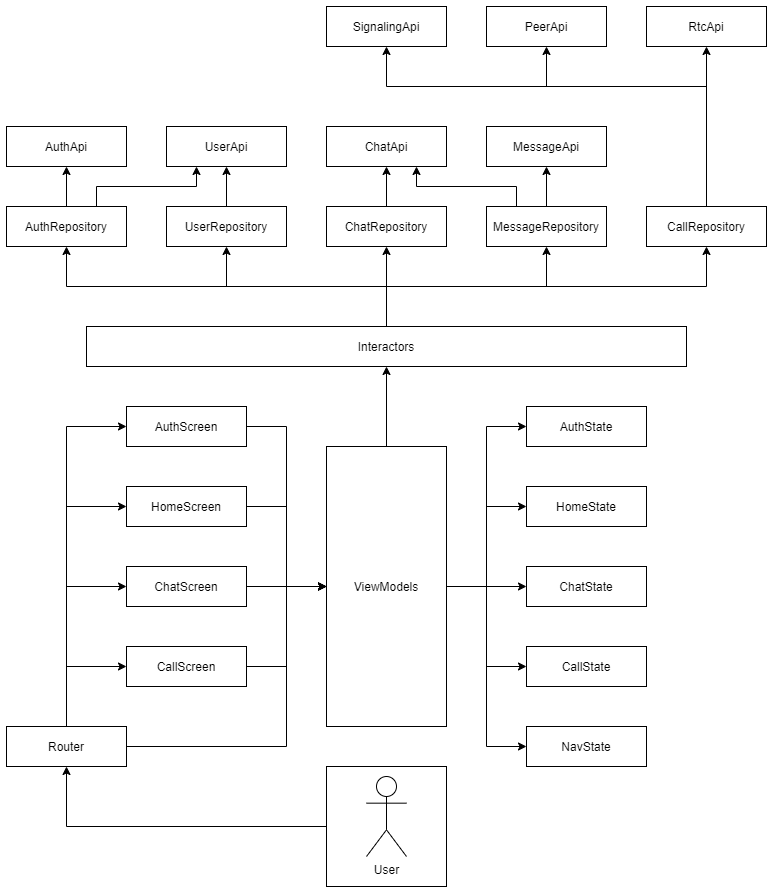 SignalingApi
PeerApi
RtcApi
AuthApi
UserApi
ChatApi
MessageApi
AuthRepository
UserRepository
ChatRepository
MessageRepository
CallRepository
Interactors
AuthScreen
AuthState
HomeScreen
HomeState
ChatScreen
ViewModels
ChatState
CallScreen
CallState
Router
NavState
User